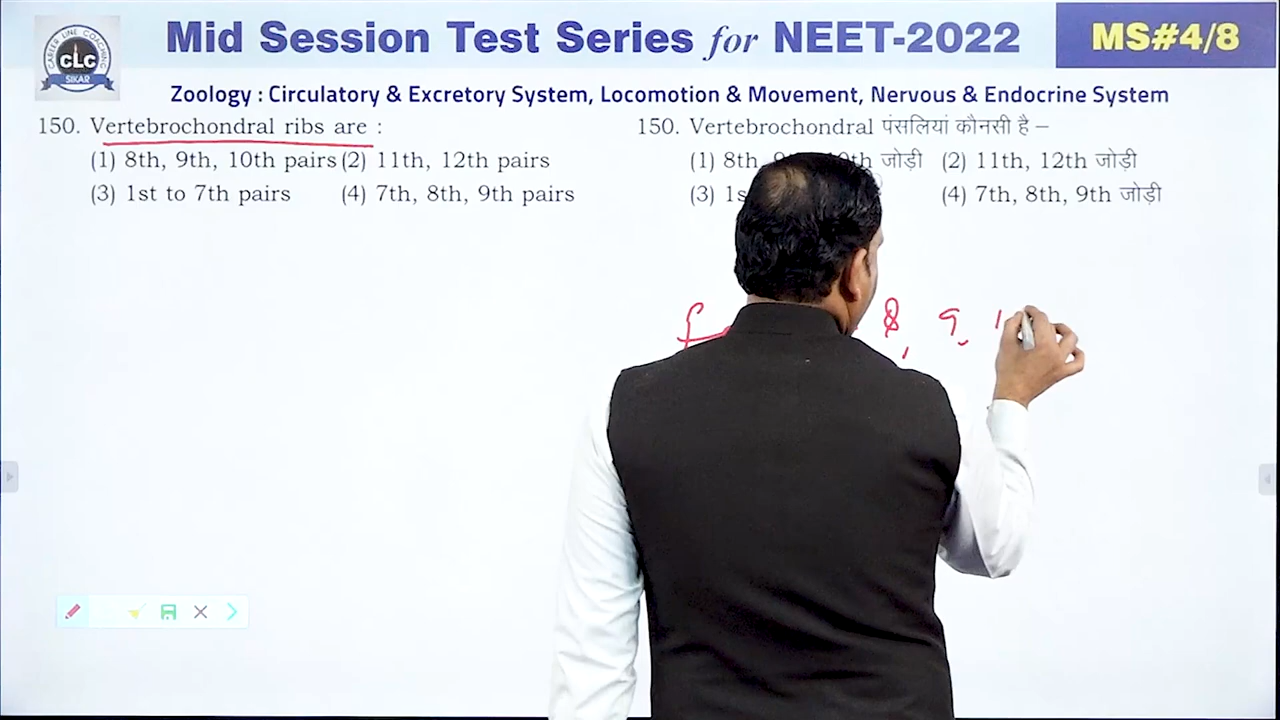 Mid Session Test Series for NEET-2022
MS#4/8
CAREER LINE COACHING
CLC
SIKAR
Zoology : Circulatory & Excretory System, Locomotion & Movement, Nervous & Endocrine System
150. Vertebrochondral ribs are :
(1) 8th, 9th, 10th pairs (2) 11th, 12th pairs
(3) 1st to 7th pairs (4) 7th, 8th, 9th pairs
150. Vertebrochondral पंसलियां कौनसी है –
(1) 8th, जोड़ी (2) 11th, 12th जोड़ी
(3) (4) 7th, 8th, 9th जोड़ी
8, 9,